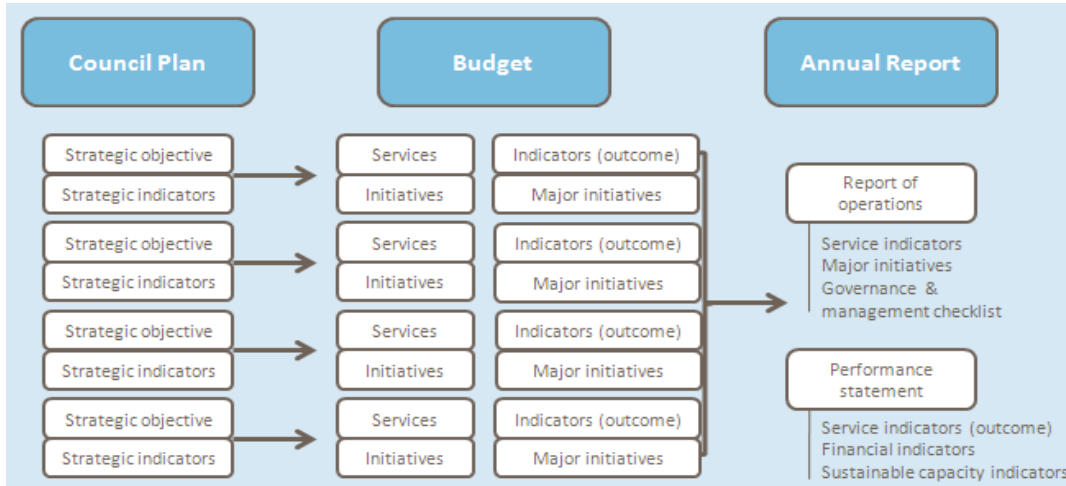 Council Plan
Budget
Annual Report
Strategic objective
Strategic indicators
Services
Initiatives
Indicators (outcome)
Major initiatives
Strategic objective
Strategic indicators
Services
Initiatives
Indicators (outcome)
Major initiatives
Strategic objective
Strategic indicators
Services
Initiatives
Indicators (outcome)
Major initiatives
Strategic objective
Strategic indicators
Services
Initiatives
Indicators (outcome)
Major initiatives
Report of
operations
Service indicators
Major initiatives
Governance &
management checklist
Performance
statement
Service indicators (outcome)
Financial indicators
Sustainable capacity indicators